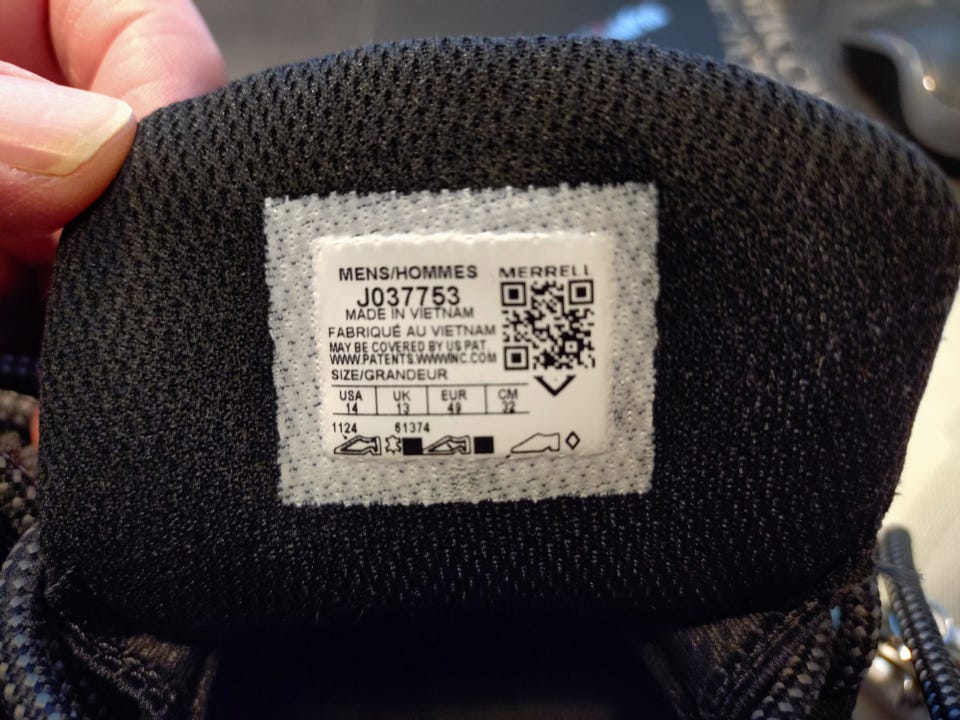 MENS/HOMMES
MERRELL
J037753
MADE IN VIETNAM
FABRIQUÉ AU VIETNAM
MAY BE COVERED BY US PAT.
WWW.PATENTS.WWWINC.COM
SIZE/GRANDEUR
USA UK EUR CM
14 13 49 32
1124 61374